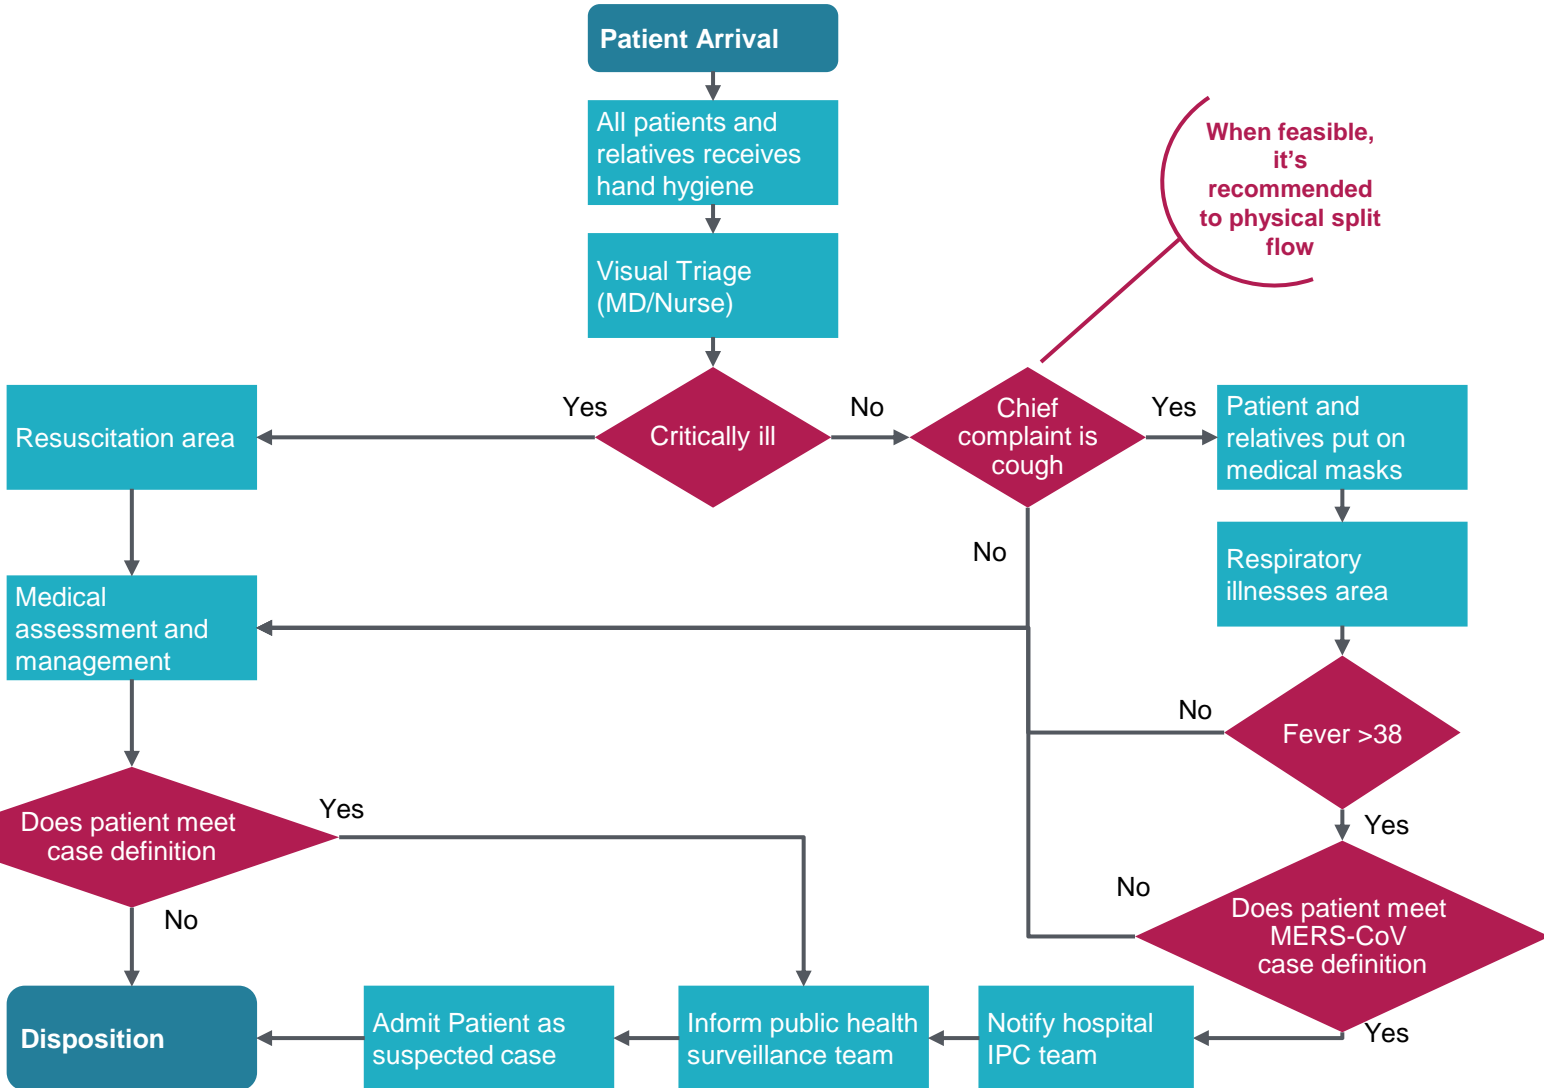 Patient Arrival
All patients and
relatives receives
hand hygiene
When feasible,
it’s
recommended
to physical split
flow
Visual Triage
(MD/Nurse)
Yes
Critically ill
No
Chief
complaint is
cough
Yes
Patient and
relatives put on
medical masks
Resuscitation area
No
Respiratory
illnesses area
Medical
assessment and
management
No
Fever >38
Yes
Does patient meet
case definition
Yes
No
No
Does patient meet
MERS-CoV
case definition
Yes
Disposition
Admit Patient as
suspected case
Inform public health
surveillance team
Notify hospital
IPC team